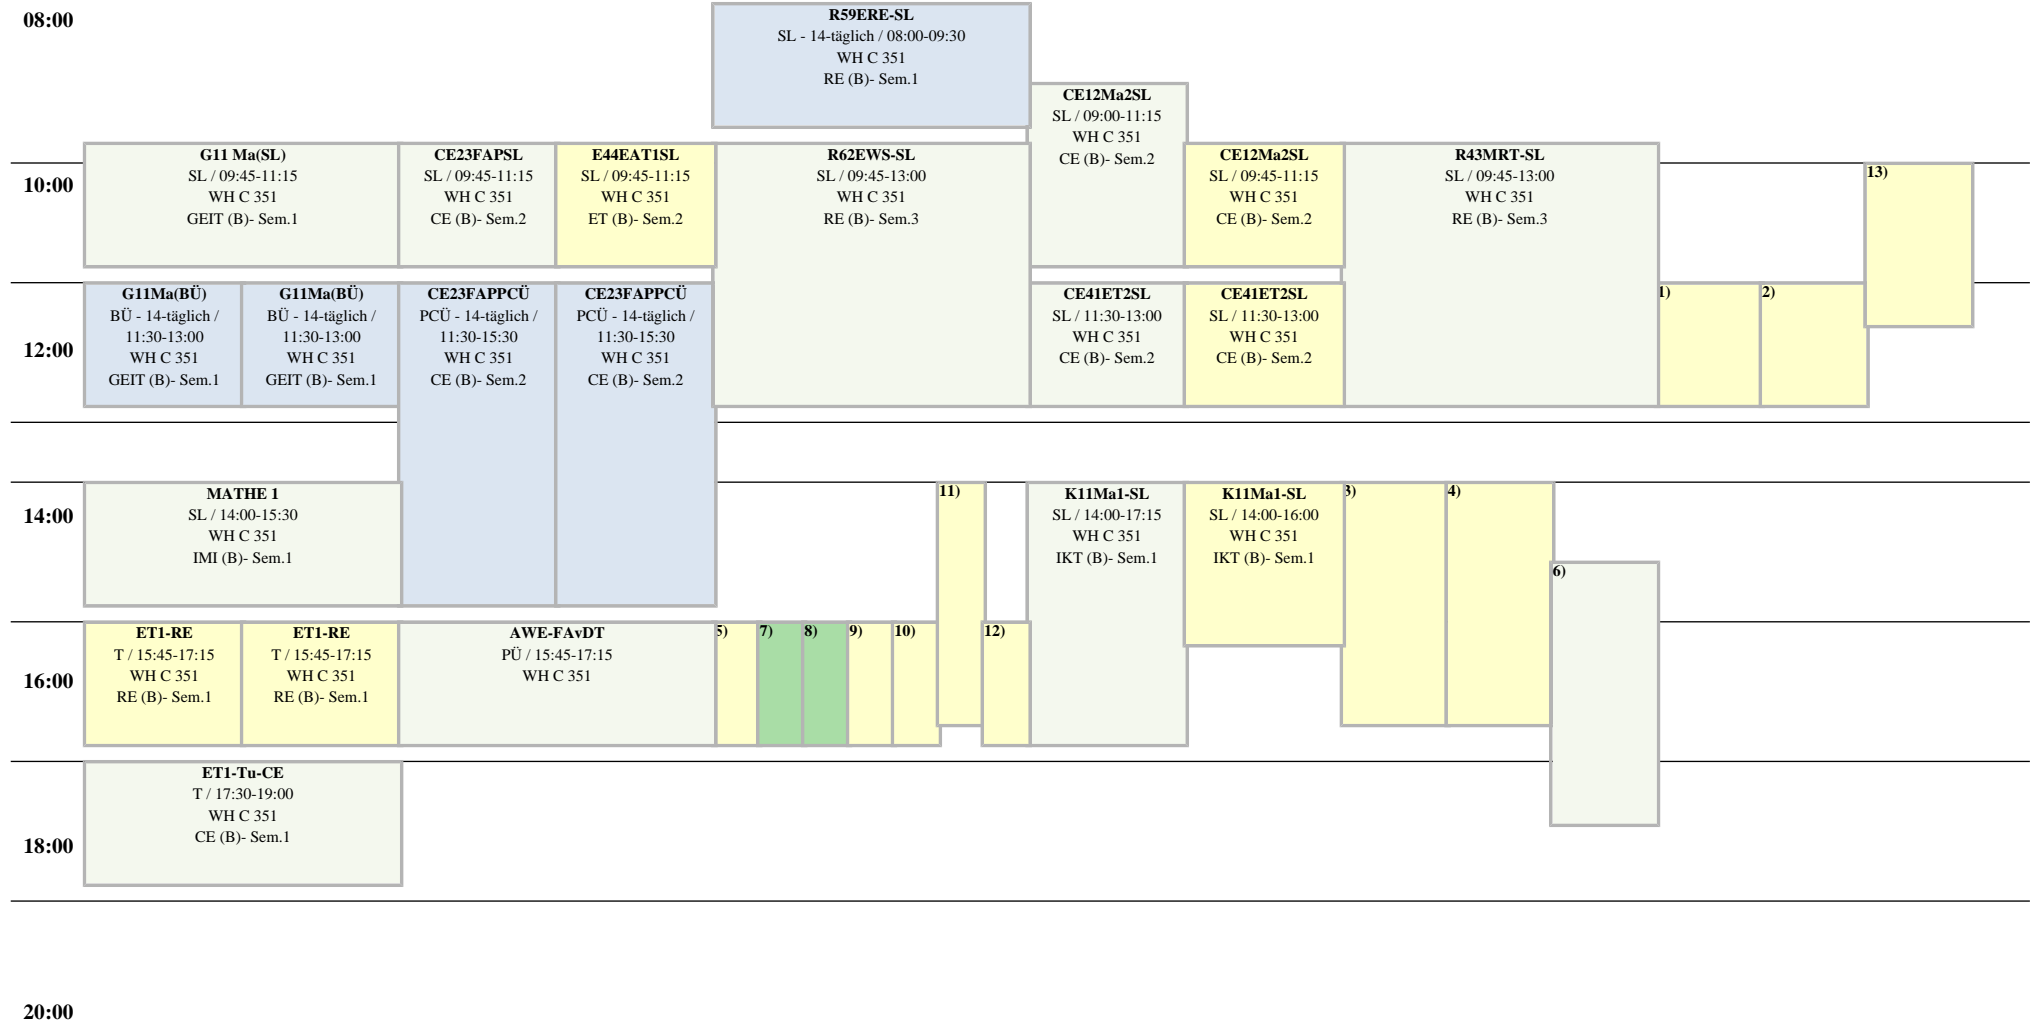 08:00
R59ERE-SL
SL - 14-täglich / 08:00-09:30
WH C 351
RE (B)- Sem.1
CE12Ma2SL
SL / 09:00-11:15
WH C 351
CE (B)- Sem.2
10:00
G11 Ma(SL)
SL / 09:45-11:15
WH C 351
GEIT (B)- Sem.1
CE23FAPSL
SL / 09:45-11:15
WH C 351
CE (B)- Sem.2
E44EAT1SL
SL / 09:45-11:15
WH C 351
ET (B)- Sem.2
R62EWS-SL
SL / 09:45-13:00
WH C 351
RE (B)- Sem.3
CE12Ma2SL
SL / 09:45-11:15
WH C 351
CE (B)- Sem.2
R43MRT-SL
SL / 09:45-13:00
WH C 351
RE (B)- Sem.3
13)
12:00
G11Ma(BÜ)
BÜ - 14-täglich /
11:30-13:00
WH C 351
GEIT (B)- Sem.1
G11Ma(BÜ)
BÜ - 14-täglich /
11:30-13:00
WH C 351
GEIT (B)- Sem.1
CE23FAPPCÜ
PCÜ - 14-täglich /
11:30-15:30
WH C 351
CE (B)- Sem.2
CE23FAPPCÜ
PCÜ - 14-täglich /
11:30-15:30
WH C 351
CE (B)- Sem.2
CE41ET2SL
SL / 11:30-13:00
WH C 351
CE (B)- Sem.2
CE41ET2SL
SL / 11:30-13:00
WH C 351
CE (B)- Sem.2
1)
2)
14:00
MATHE 1
SL / 14:00-15:30
WH C 351
IMI (B)- Sem.1
11)
K11Ma1-SL
SL / 14:00-17:15
WH C 351
IKT (B)- Sem.1
K11Ma1-SL
SL / 14:00-16:00
WH C 351
IKT (B)- Sem.1
3)
4)
6)
16:00
ET1-RE
T / 15:45-17:15
WH C 351
RE (B)- Sem.1
ET1-RE
T / 15:45-17:15
WH C 351
RE (B)- Sem.1
AWE-FAvDT
PÜ / 15:45-17:15
WH C 351
5)
7)
8)
9)
10)
12)
ET1-Tu-CE
T / 17:30-19:00
WH C 351
CE (B)- Sem.1
18:00
20:00